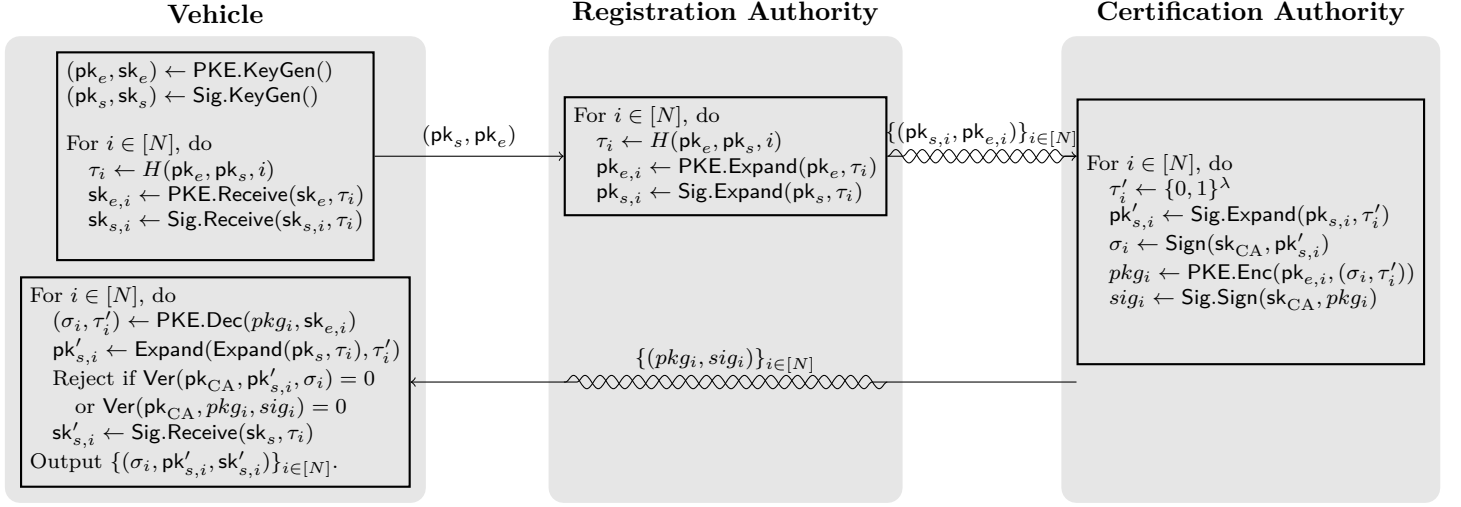 Vehicle
(pk_e, sk_e) ← PKE.KeyGen()
(pk_s, sk_s) ← Sig.KeyGen()
For i ∈ [N], do
τ_i ← H(pk_e, pk_s, i)
sk_{e,i} ← PKE.Receive(sk_e, τ_i)
sk_{s,i} ← Sig.Receive(sk_{s,i}, τ_i)
(pk_s, pk_e)
Registration Authority
For i ∈ [N], do
τ_i ← H(pk_e, pk_s, i)
pk_{e,i} ← PKE.Expand(pk_e, τ_i)
pk_{s,i} ← Sig.Expand(pk_s, τ_i)
{(pk_{s,i}, pk_{e,i})}_{i∈[N]}
Certification Authority
For i ∈ [N], do
τ'_i ← {0, 1}^λ
pk'_{s,i} ← Sig.Expand(pk_{s,i}, τ'_i)
σ_i ← Sign(sk_CA, pk'_{s,i})
pkg_i ← PKE.Enc(pk_{e,i}, (σ_i, τ'_i))
sig_i ← Sig.Sign(sk_CA, pkg_i)
{(pkg_i, sig_i)}_{i∈[N]}
For i ∈ [N], do
(σ_i, τ'_i) ← PKE.Dec(pkg_i, sk_{e,i})
pk'_{s,i} ← Expand(Expand(pk_s, τ_i), τ'_i)
Reject if Ver(pk_CA, pk'_{s,i}, σ_i) = 0
or Ver(pk_CA, pkg_i, sig_i) = 0
sk'_{s,i} ← Sig.Receive(sk_s, τ_i)
Output {(σ_i, pk'_{s,i}, sk'_{s,i})}_{i∈[N]}.